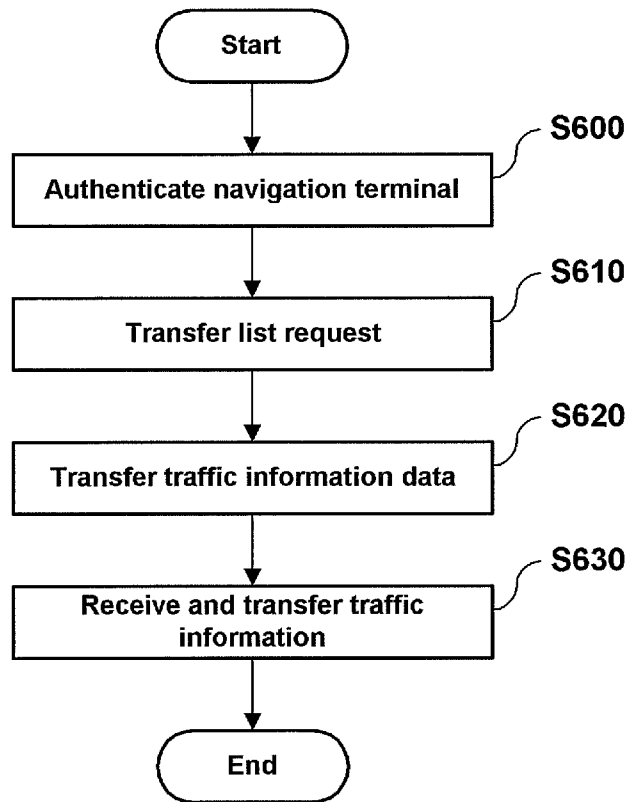 Start
S600
Authenticate navigation terminal
S610
Transfer list request
S620
Transfer traffic information data
S630
Receive and transfer traffic
information
End